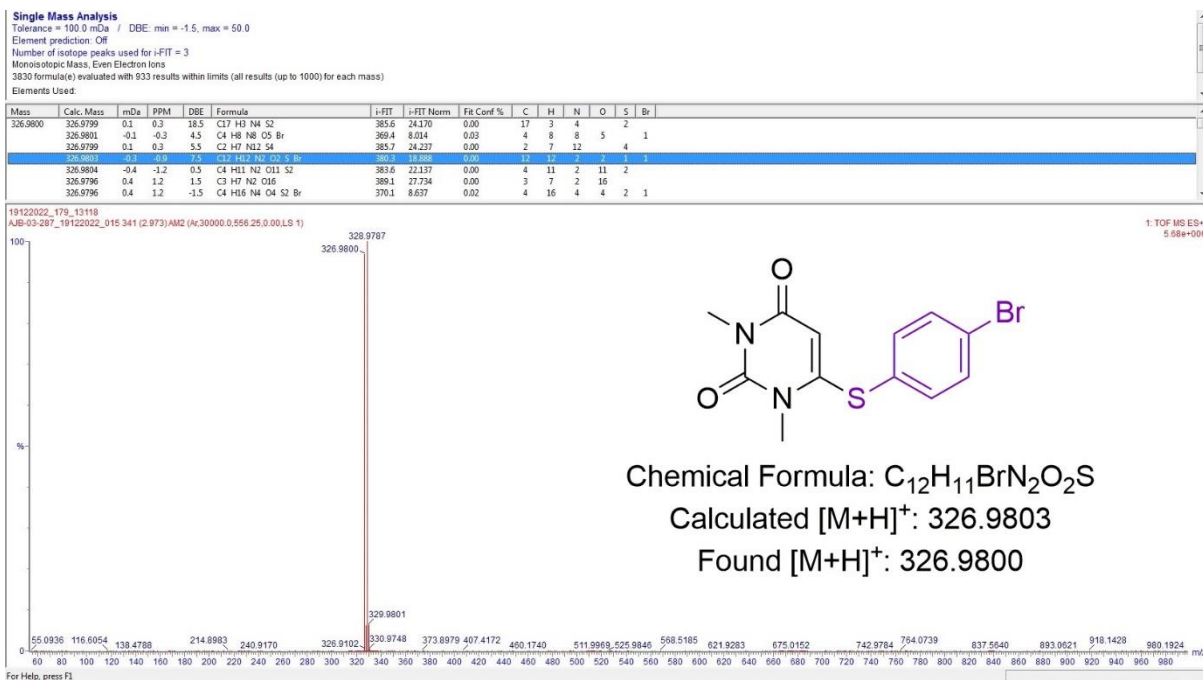 Single Mass Analysis
Tolerance = 100.0 mDa / DBE: min = -1.5, max = 50.0
Element prediction: Off
Number of isotope peaks used for i-FIT = 3
Monoisotopic Mass, Even Electron Ions
3830 formula(e) evaluated with 933 results within limits (all results (up to 1000) for each mass)
Elements Used:
Mass Calc. Mass mDa PPM DBE Formula i-FIT i-FIT Norm Fit Conf % C H N O S Br
326.9800 326.9799 0.1 0.3 18.5 C17 H3 N4 S2 385.6 24.170 0.00 17 3 4 2
326.9801 -0.1 -0.3 4.5 C4 H8 N8 O5 Br 369.4 8.014 0.03 4 8 8 5 1
326.9799 0.1 0.3 5.5 C2 H7 N12 S4 385.7 24.237 0.00 2 7 12 4
326.9803 -0.3 -0.9 7.5 C12 H12 N2 O2 S Br 380.3 18.888 0.00 12 12 2 2 1 1
326.9804 -0.4 -1.2 0.5 C4 H11 N2 O11 S2 383.6 22.137 0.00 4 11 2 11 2
326.9796 0.4 1.2 1.5 C3 H7 N2 O16 389.1 27.734 0.00 3 7 2 16
326.9796 0.4 1.2 -1.5 C4 H16 N4 O4 S2 Br 370.1 8.637 0.02 4 16 4 4 2 1
19122022_179_13118
AJB-03-287_19122022_015 341 (2.973) AM2 (Ar,30000.0,556.25,0.00,LS 1)
1: TOF MS ES+
5.68e+006
100
%
0
328.9787
326.9800
329.9801
55.0936 116.6054 138.4788 214.8983 240.9170 326.9102 330.9748 373.8979 407.4172 460.1740 511.9969 525.9846 568.5185 621.9283 675.0152 742.9784 764.0739 837.5640 893.0621 918.1428 980.1924
60 80 100 120 140 160 180 200 220 240 260 280 300 320 340 360 380 400 420 440 460 480 500 520 540 560 580 600 620 640 660 680 700 720 740 760 780 800 820 840 860 880 900 920 940 960 980 m/z
O
Br
N
O
N
S
Chemical Formula: C₁₂H₁₁BrN₂O₂S
Calculated [M+H]⁺: 326.9803
Found [M+H]⁺: 326.9800
For Help, press F1